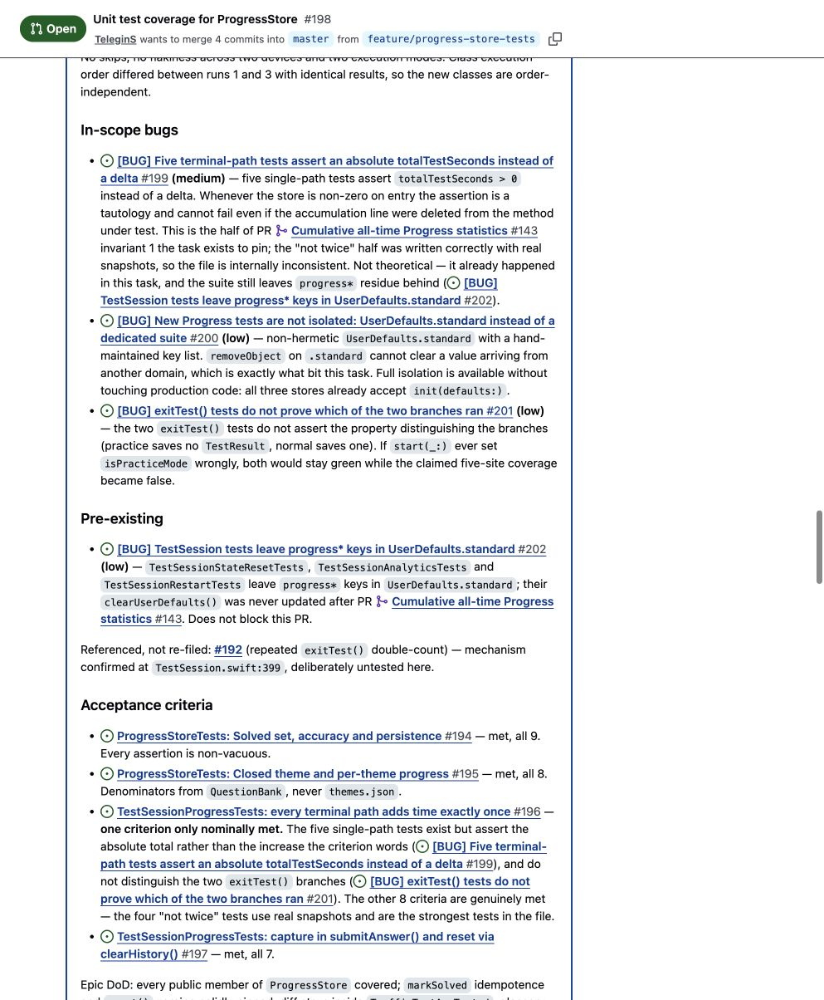 Open
Unit test coverage for ProgressStore #198
TeleginS wants to merge 4 commits into master from feature/progress-store-tests
No skips, no flakiness across two devices and two execution modes. Class execution
order differed between runs 1 and 3 with identical results, so the new classes are order-
independent.
In-scope bugs
• [BUG] Five terminal-path tests assert an absolute totalTestSeconds instead of
a delta #199 (medium) — five single-path tests assert totalTestSeconds > 0
instead of a delta. Whenever the store is non-zero on entry the assertion is a
tautology and cannot fail even if the accumulation line were deleted from the method
under test. This is the half of PR Cumulative all-time Progress statistics #143
invariant 1 the task exists to pin; the "not twice" half was written correctly with real
snapshots, so the file is internally inconsistent. Not theoretical — it already happened
in this task, and the suite still leaves progress* residue behind ( [BUG]
TestSession tests leave progress* keys in UserDefaults.standard #202).
• [BUG] New Progress tests are not isolated: UserDefaults.standard instead of a
dedicated suite #200 (low) — non-hermetic UserDefaults.standard with a hand-
maintained key list. removeObject on .standard cannot clear a value arriving from
another domain, which is exactly what bit this task. Full isolation is available without
touching production code: all three stores already accept init(defaults:).
• [BUG] exitTest() tests do not prove which of the two branches ran #201 (low)
— the two exitTest() tests do not assert the property distinguishing the branches
(practice saves no TestResult, normal saves one). If start(_:) ever set
isPracticeMode wrongly, both would stay green while the claimed five-site coverage
became false.
Pre-existing
• [BUG] TestSession tests leave progress* keys in UserDefaults.standard #202
(low) — TestSessionStateResetTests, TestSessionAnalyticsTests and
TestSessionRestartTests leave progress* keys in UserDefaults.standard; their
clearUserDefaults() was never updated after PR Cumulative all-time Progress
statistics #143. Does not block this PR.
Referenced, not re-filed: #192 (repeated exitTest() double-count) — mechanism
confirmed at TestSession.swift:399, deliberately untested here.
Acceptance criteria
• ProgressStoreTests: Solved set, accuracy and persistence #194 — met, all 9.
Every assertion is non-vacuous.
• ProgressStoreTests: Closed theme and per-theme progress #195 — met, all 8.
Denominators from QuestionBank, never themes.json.
• TestSessionProgressTests: every terminal path adds time exactly once #196 —
one criterion only nominally met. The five single-path tests exist but assert the
absolute total rather than the increase the criterion words ( [BUG] Five terminal-
path tests assert an absolute totalTestSeconds instead of a delta #199), and do
not distinguish the two exitTest() branches ( [BUG] exitTest() tests do not
prove which of the two branches ran #201). The other 8 criteria are genuinely met
— the four "not twice" tests use real snapshots and are the strongest tests in the file.
• TestSessionProgressTests: capture in submitAnswer() and reset via
clearHistory() #197 — met, all 7.
Epic DoD: every public member of ProgressStore covered; markSolved idempotence